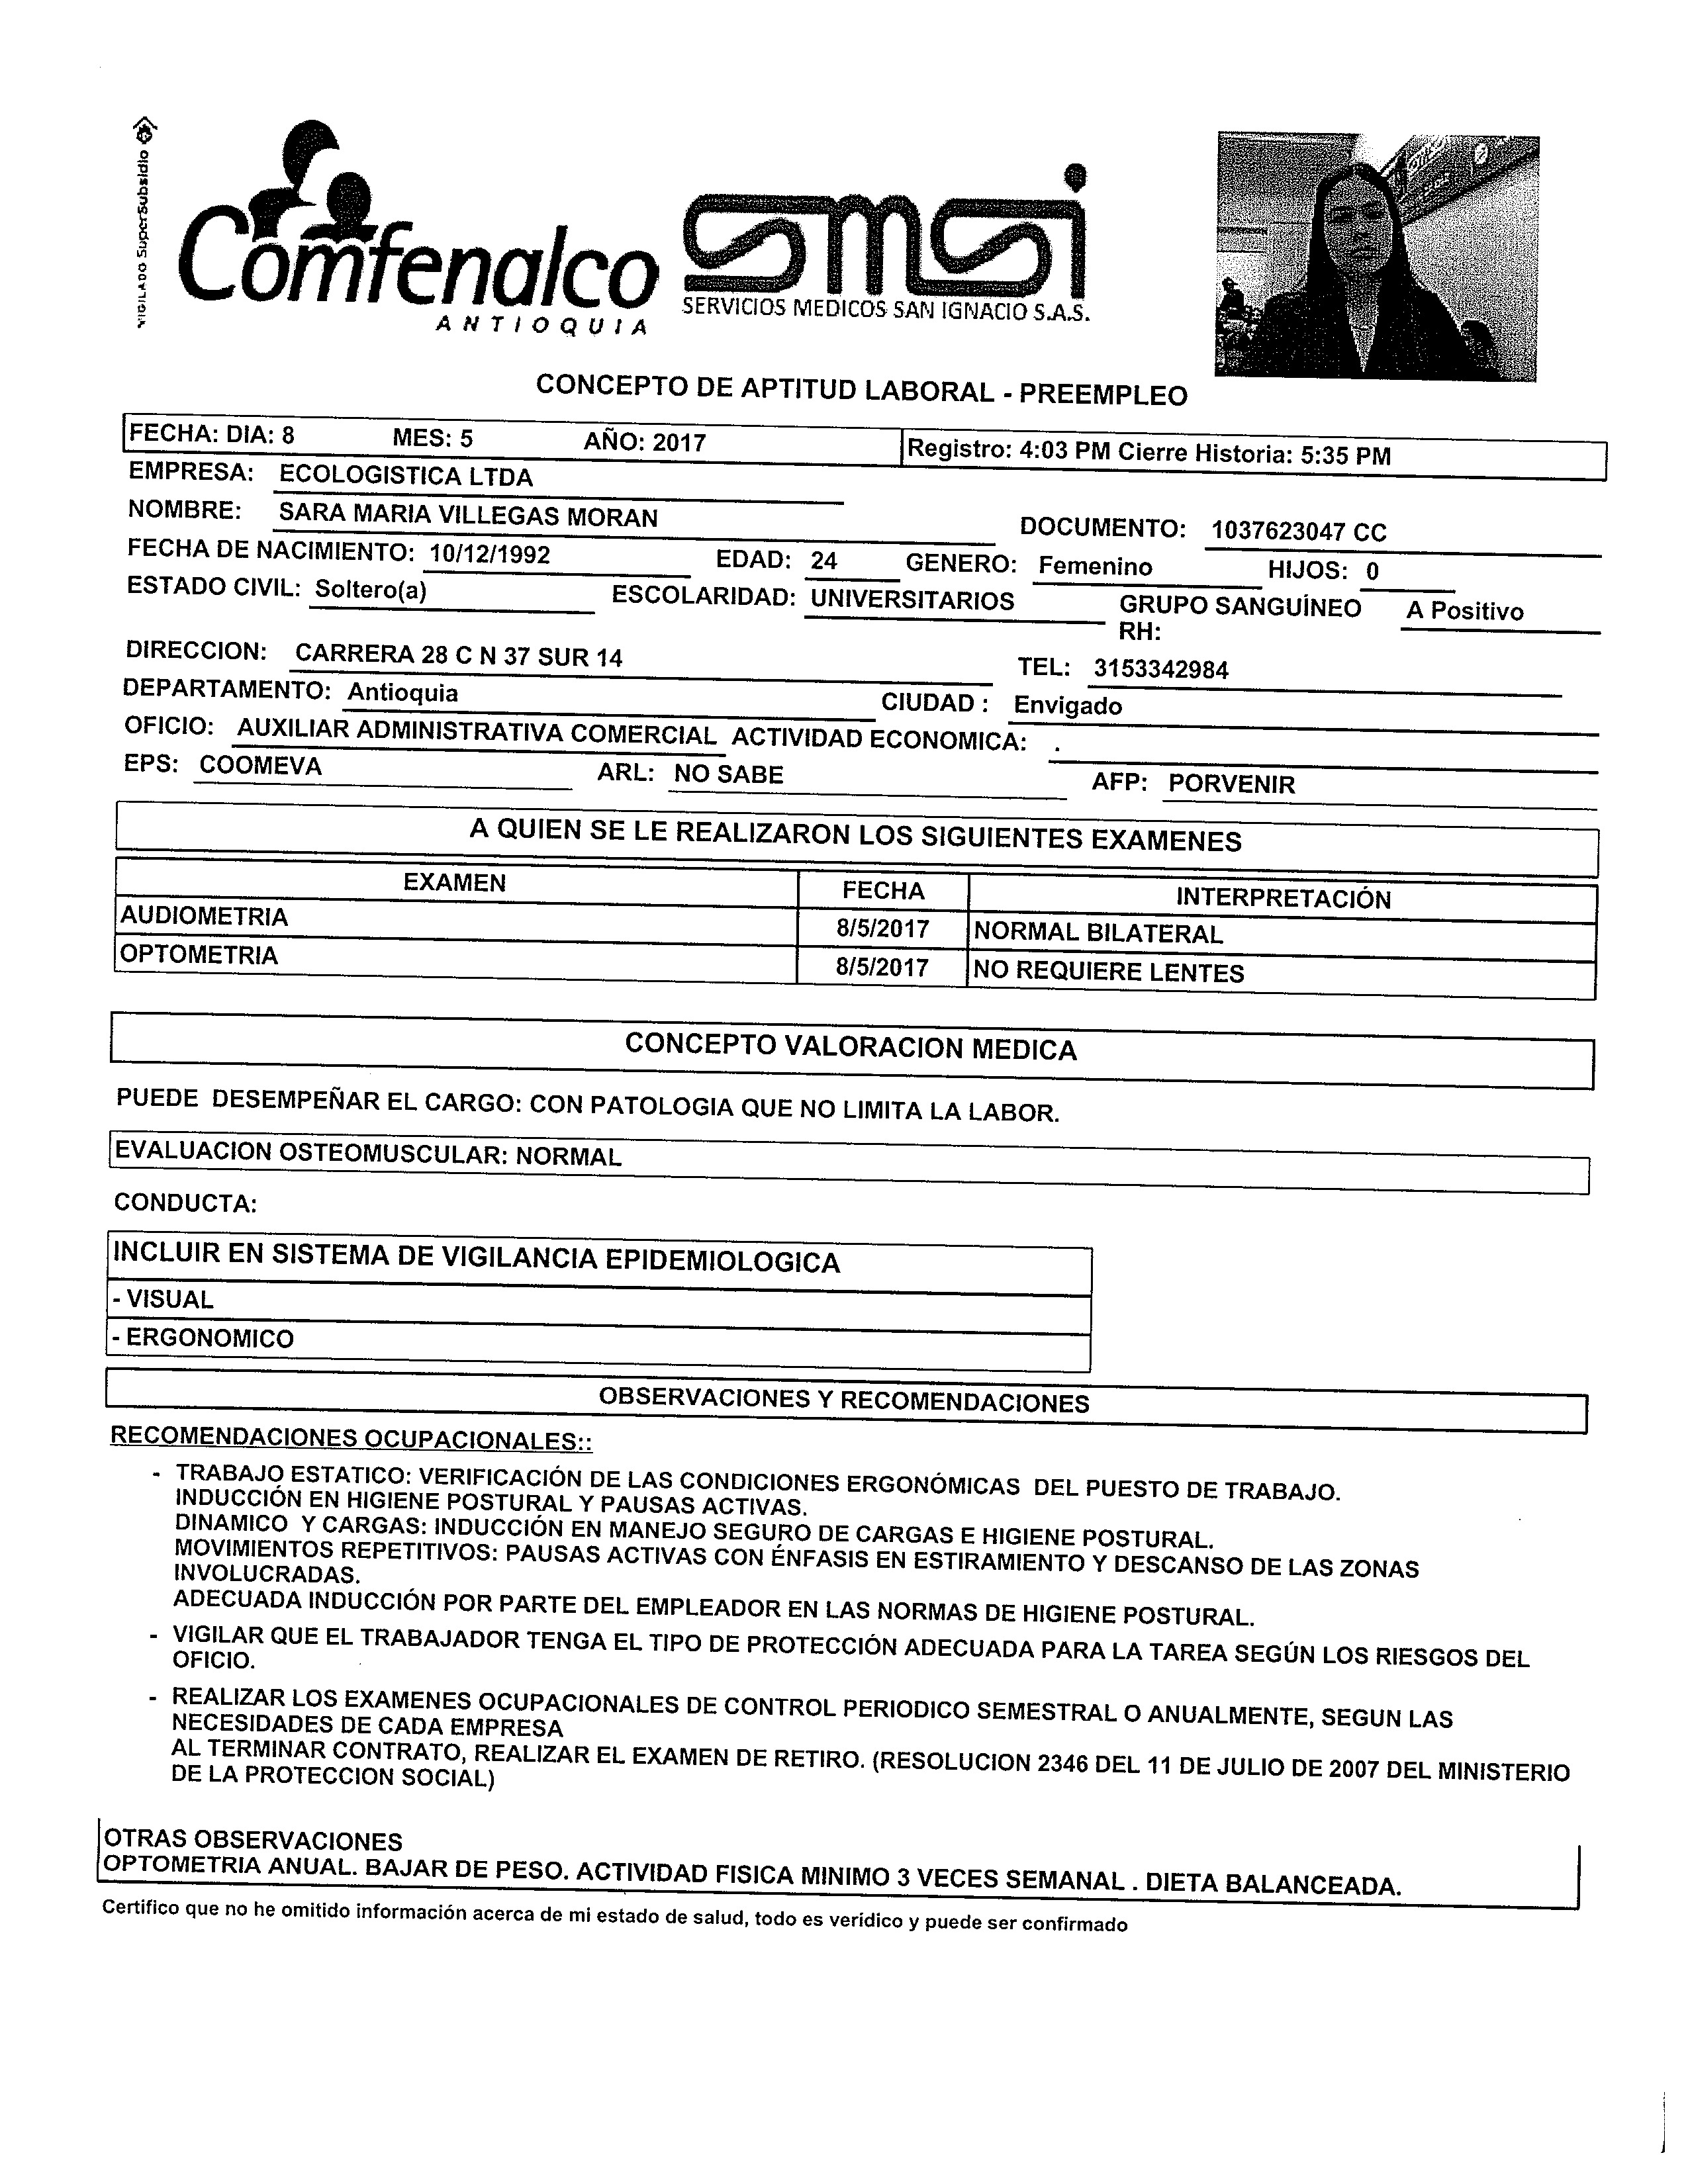 VIGILADO SuperSubsidio
Comfenalco
ANTIOQUIA
smsi
SERVICIOS MEDICOS SAN IGNACIO S.A.S.
CONCEPTO DE APTITUD LABORAL - PREEMPLEO
FECHA: DIA: 8 MES: 5 AÑO: 2017 Registro: 4:03 PM Cierre Historia: 5:35 PM
EMPRESA: ECOLOGISTICA LTDA
NOMBRE: SARA MARIA VILLEGAS MORAN DOCUMENTO: 1037623047 CC
FECHA DE NACIMIENTO: 10/12/1992 EDAD: 24 GENERO: Femenino HIJOS: 0
ESTADO CIVIL: Soltero(a) ESCOLARIDAD: UNIVERSITARIOS GRUPO SANGUÍNEO A Positivo
RH:
DIRECCION: CARRERA 28 C N 37 SUR 14 TEL: 3153342984
DEPARTAMENTO: Antioquia CIUDAD : Envigado
OFICIO: AUXILIAR ADMINISTRATIVA COMERCIAL ACTIVIDAD ECONOMICA: .
EPS: COOMEVA ARL: NO SABE AFP: PORVENIR
A QUIEN SE LE REALIZARON LOS SIGUIENTES EXAMENES
EXAMEN FECHA INTERPRETACIÓN
AUDIOMETRIA 8/5/2017 NORMAL BILATERAL
OPTOMETRIA 8/5/2017 NO REQUIERE LENTES
CONCEPTO VALORACION MEDICA
PUEDE DESEMPEÑAR EL CARGO: CON PATOLOGIA QUE NO LIMITA LA LABOR.
EVALUACION OSTEOMUSCULAR: NORMAL
CONDUCTA:
INCLUIR EN SISTEMA DE VIGILANCIA EPIDEMIOLOGICA
- VISUAL
- ERGONOMICO
OBSERVACIONES Y RECOMENDACIONES
RECOMENDACIONES OCUPACIONALES::
- TRABAJO ESTATICO: VERIFICACIÓN DE LAS CONDICIONES ERGONÓMICAS DEL PUESTO DE TRABAJO.
INDUCCIÓN EN HIGIENE POSTURAL Y PAUSAS ACTIVAS.
DINAMICO Y CARGAS: INDUCCIÓN EN MANEJO SEGURO DE CARGAS E HIGIENE POSTURAL.
MOVIMIENTOS REPETITIVOS: PAUSAS ACTIVAS CON ÉNFASIS EN ESTIRAMIENTO Y DESCANSO DE LAS ZONAS
INVOLUCRADAS.
ADECUADA INDUCCIÓN POR PARTE DEL EMPLEADOR EN LAS NORMAS DE HIGIENE POSTURAL.
- VIGILAR QUE EL TRABAJADOR TENGA EL TIPO DE PROTECCIÓN ADECUADA PARA LA TAREA SEGÚN LOS RIESGOS DEL
OFICIO.
- REALIZAR LOS EXAMENES OCUPACIONALES DE CONTROL PERIODICO SEMESTRAL O ANUALMENTE, SEGUN LAS
NECESIDADES DE CADA EMPRESA
AL TERMINAR CONTRATO, REALIZAR EL EXAMEN DE RETIRO. (RESOLUCION 2346 DEL 11 DE JULIO DE 2007 DEL MINISTERIO
DE LA PROTECCION SOCIAL)
OTRAS OBSERVACIONES
OPTOMETRIA ANUAL. BAJAR DE PESO. ACTIVIDAD FISICA MINIMO 3 VECES SEMANAL . DIETA BALANCEADA.
Certifico que no he omitido información acerca de mi estado de salud, todo es verídico y puede ser confirmado